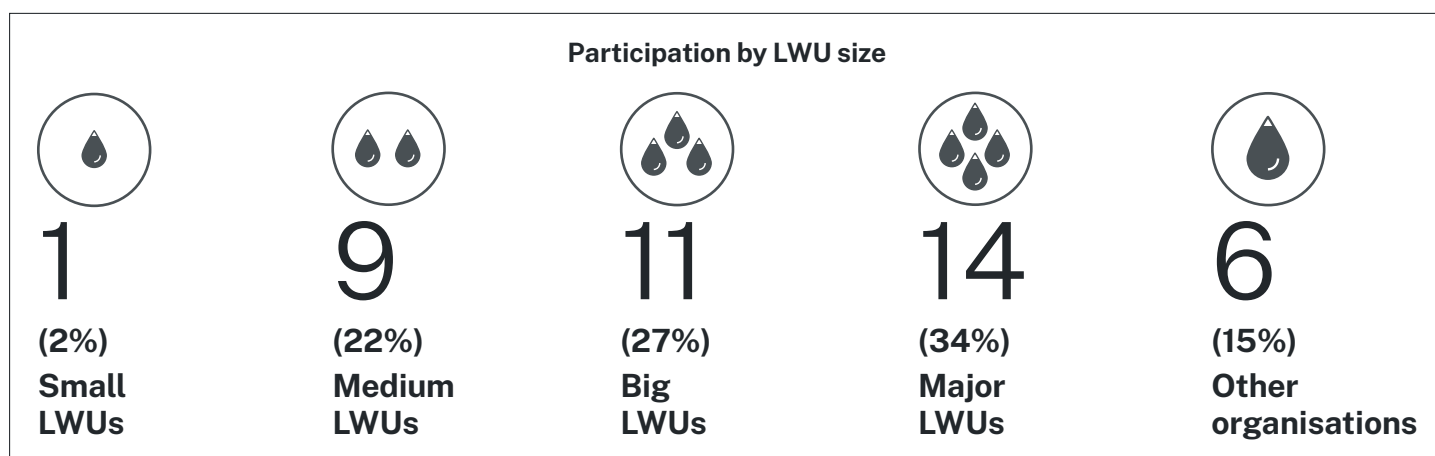 Participation by LWU size
1
(2%)
Small
LWUs
9
(22%)
Medium
LWUs
11
(27%)
Big
LWUs
14
(34%)
Major
LWUs
6
(15%)
Other
organisations